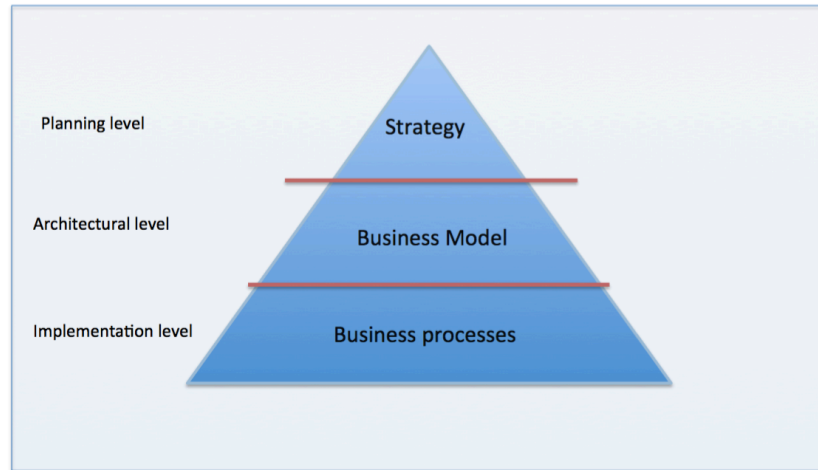 Planning level
Strategy
Architectural level
Business Model
Implementation level
Business processes